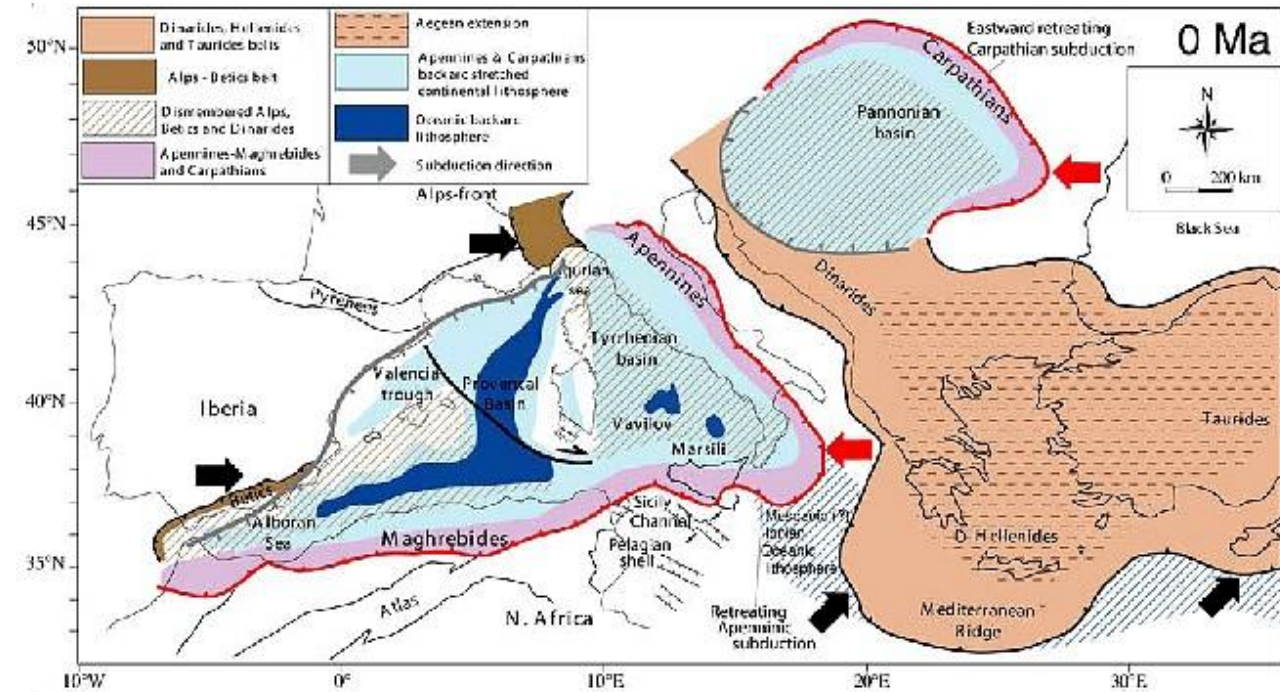 Dinarides, Hellenides
and Taurides belts
Alps - Betics belt
Dismembered Alps,
Betics and Dinarides
Apennines-Maghrebides
and Carpathians
Aegean extension
Apennines & Carpathians
backarc stretched
continental lithosphere
Oceanic backarc
lithosphere
Subduction direction
Eastward retreating
Carpathian subduction
0 Ma
N
0 200 km
Black Sea
50°N
45°N
40°N
35°N
Carpathians
Pannonian
basin
Alps-front
Apennines
Ligurian
sea
Dinarides
Pyrenees
Tyrrhenian
basin
Valencia
trough
Provencal
Basin
Iberia
Vavilov
Marsili
Taurides
Betics
Alboran
Sea
Maghrebides
Sicily
Channel
Pelagian
shelf
Ionian
Oceanic
lithosphere
Hellenides
Atlas
N. Africa
Retreating
Apenninic
subduction
Mediterranean
Ridge
10°W
0°
10°E
20°E
30°E